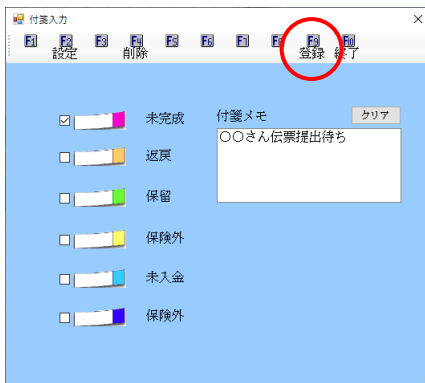 付箋入力
F1 F2 F3 F4 F5 F6 F7 F8 F9 F10
設定 削除 登録 終了
未完成
返戻
保留
保険外
未入金
保険外
付箋メモ クリア
〇〇さん伝票提出待ち